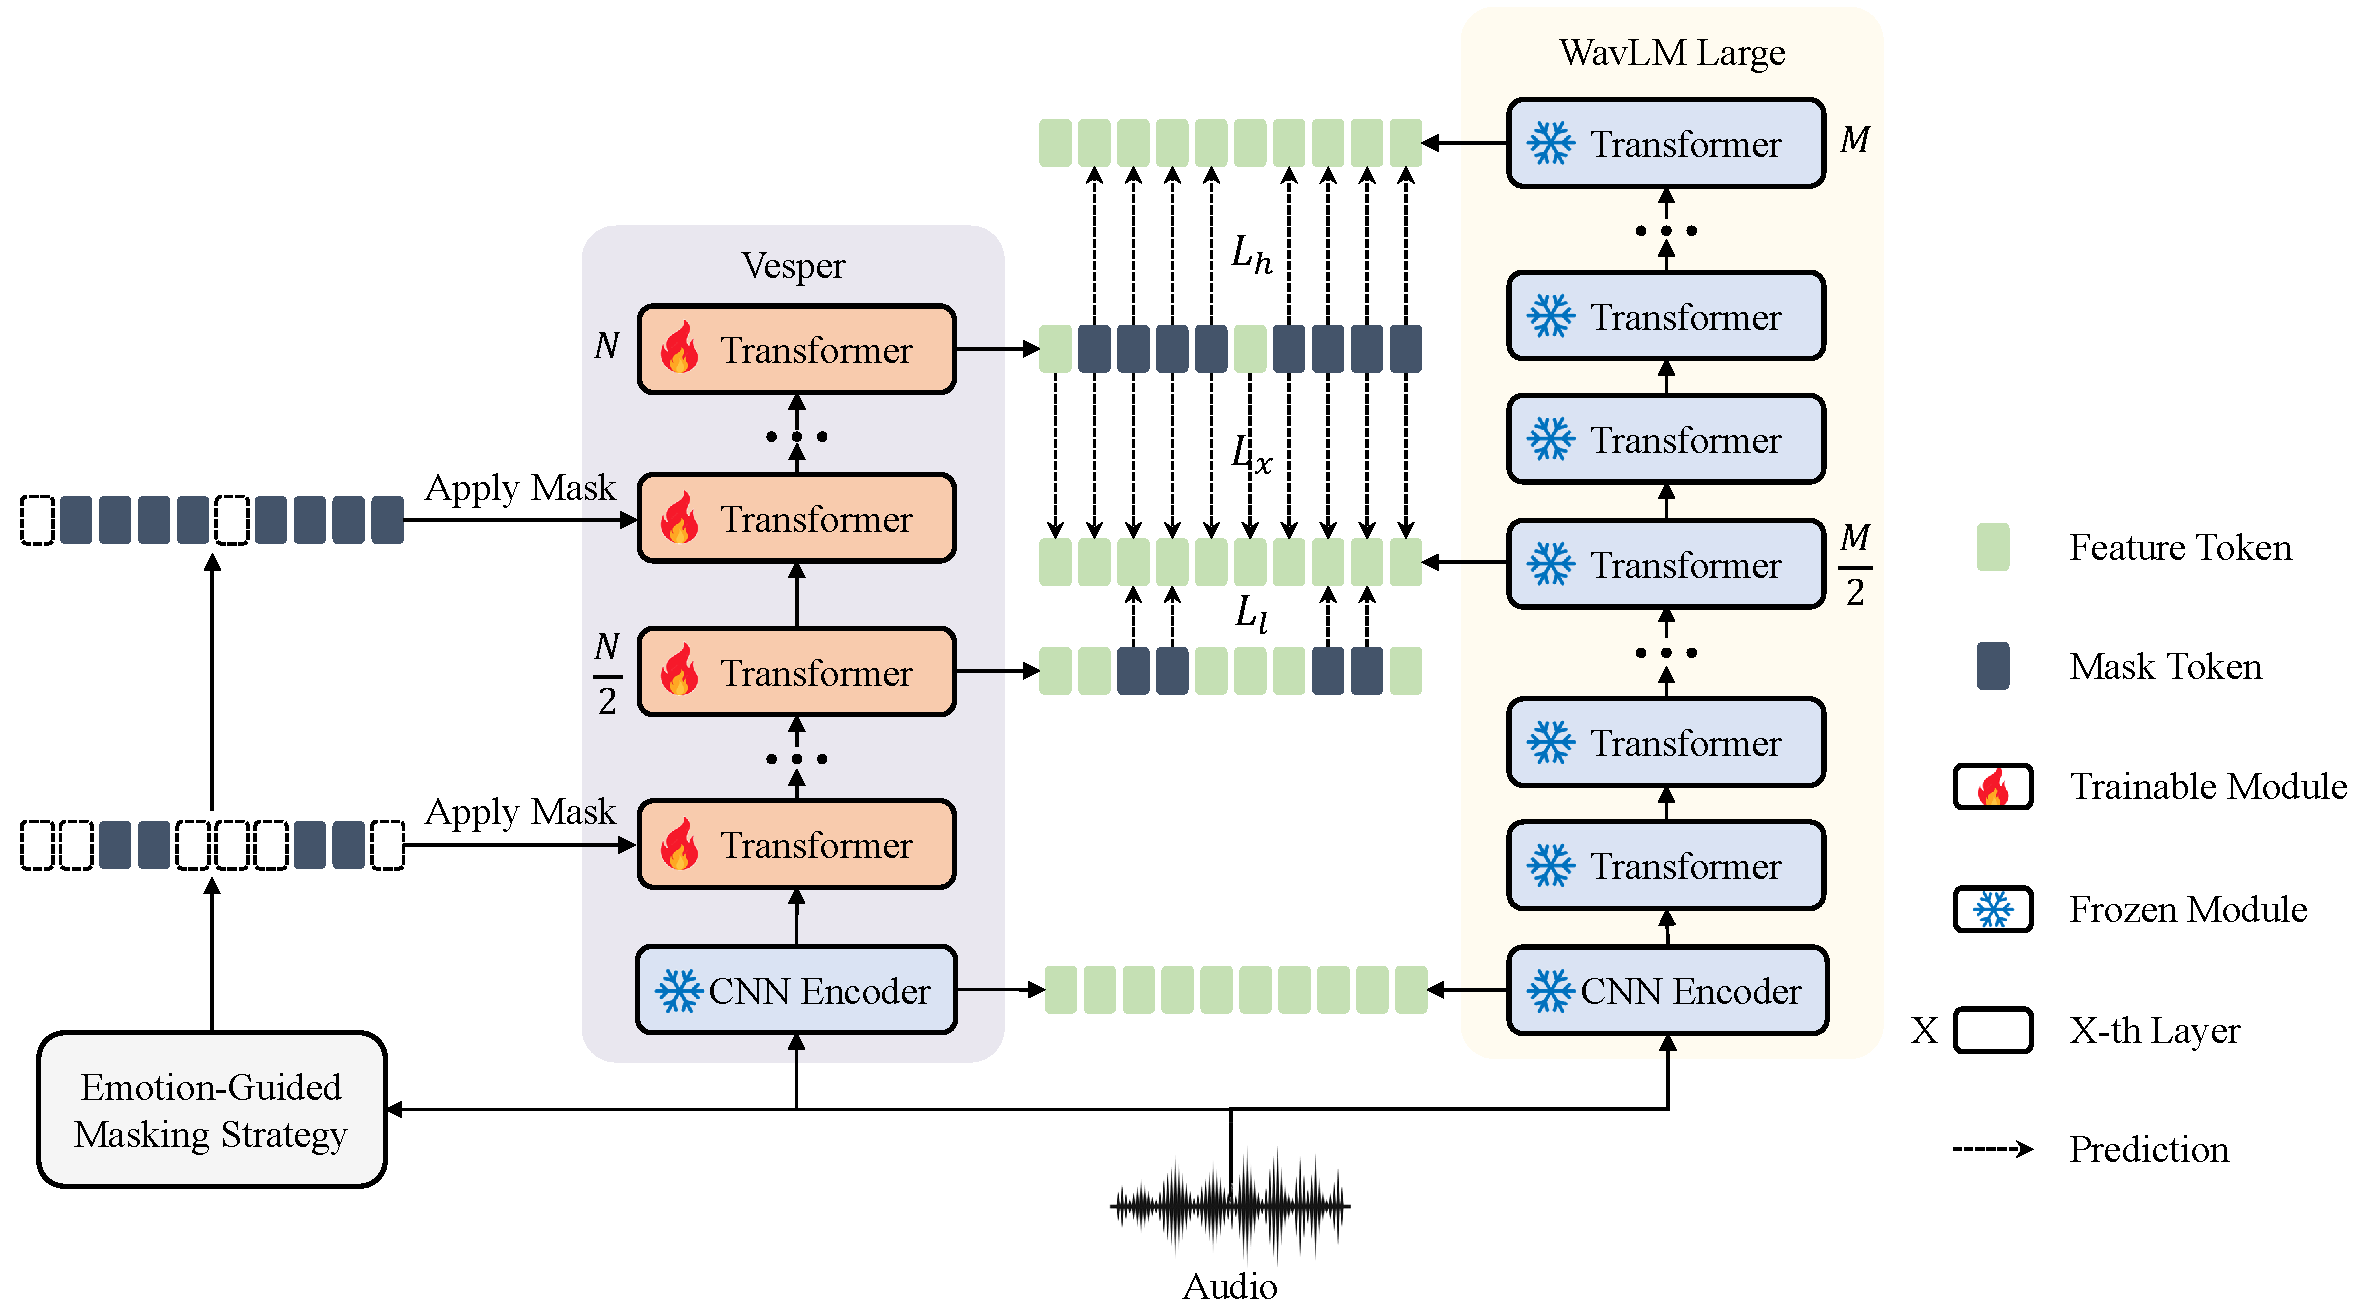 WavLM Large
Transformer
M
Vesper
L_h
Transformer
N
Transformer
Transformer
L_x
Apply Mask
Transformer
Transformer
M/2
Feature Token
L_l
N/2
Transformer
Mask Token
Transformer
Trainable Module
Apply Mask
Transformer
Transformer
Frozen Module
CNN Encoder
CNN Encoder
X
X-th Layer
Emotion-Guided
Masking Strategy
Prediction
Audio